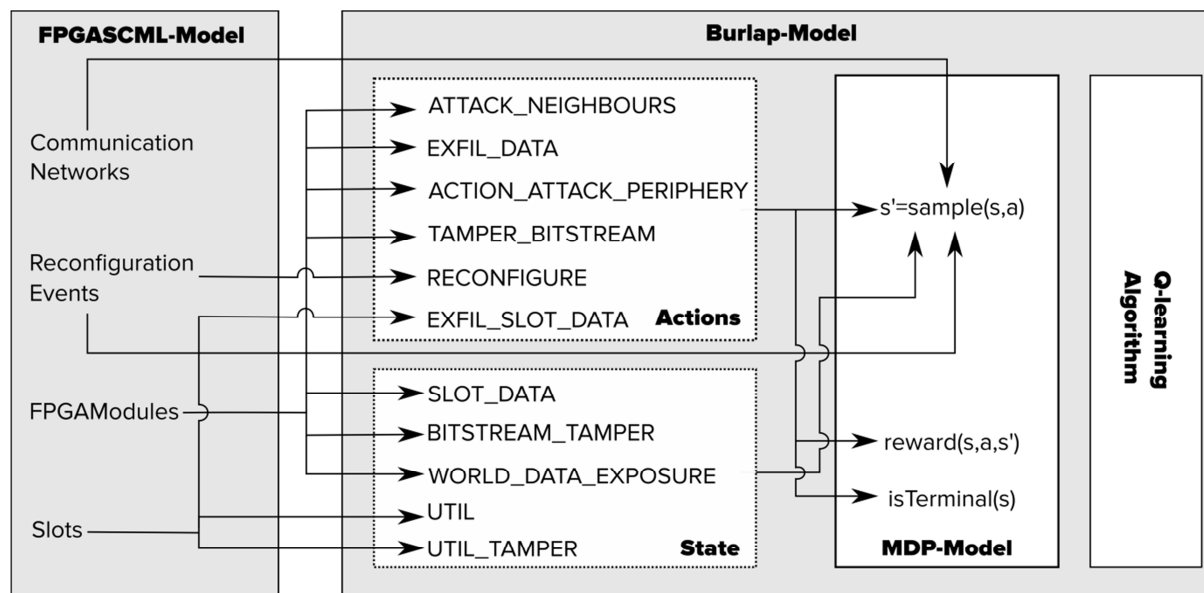 FPGASCML-Model
Communication
Networks
Reconfiguration
Events
FPGAModules
Slots
Burlap-Model
ATTACK_NEIGHBOURS
EXFIL_DATA
ACTION_ATTACK_PERIPHERY
TAMPER_BITSTREAM
RECONFIGURE
EXFIL_SLOT_DATA
Actions
SLOT_DATA
BITSTREAM_TAMPER
WORLD_DATA_EXPOSURE
UTIL
UTIL_TAMPER
State
s'=sample(s,a)
reward(s,a,s')
isTerminal(s)
MDP-Model
Q-learning
Algorithm